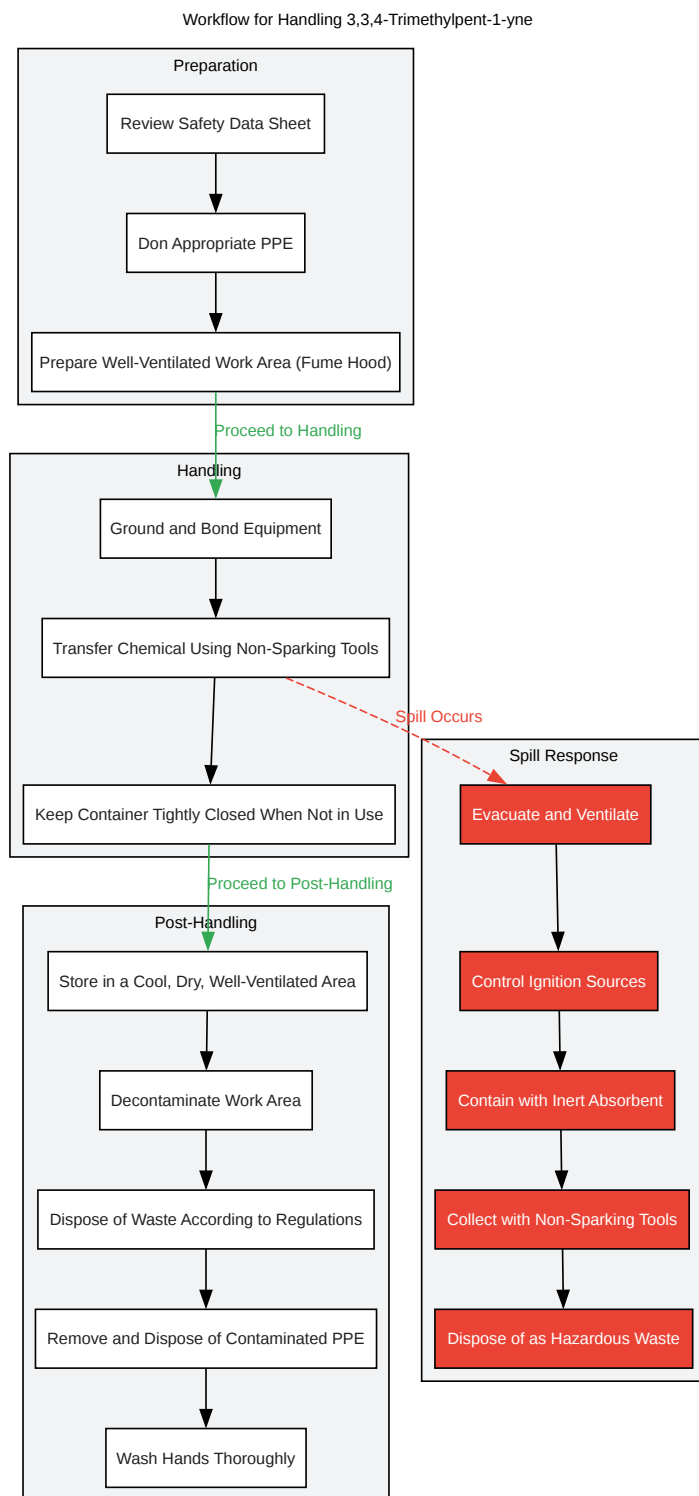 Workflow for Handling 3,3,4-Trimethylpent-1-yne
Preparation
Review Safety Data Sheet
Don Appropriate PPE
Prepare Well-Ventilated Work Area (Fume Hood)
Proceed to Handling
Handling
Ground and Bond Equipment
Transfer Chemical Using Non-Sparking Tools
Spill Occurs
Keep Container Tightly Closed When Not in Use
Proceed to Post-Handling
Post-Handling
Store in a Cool, Dry, Well-Ventilated Area
Decontaminate Work Area
Dispose of Waste According to Regulations
Remove and Dispose of Contaminated PPE
Wash Hands Thoroughly
Spill Response
Evacuate and Ventilate
Control Ignition Sources
Contain with Inert Absorbent
Collect with Non-Sparking Tools
Dispose of as Hazardous Waste